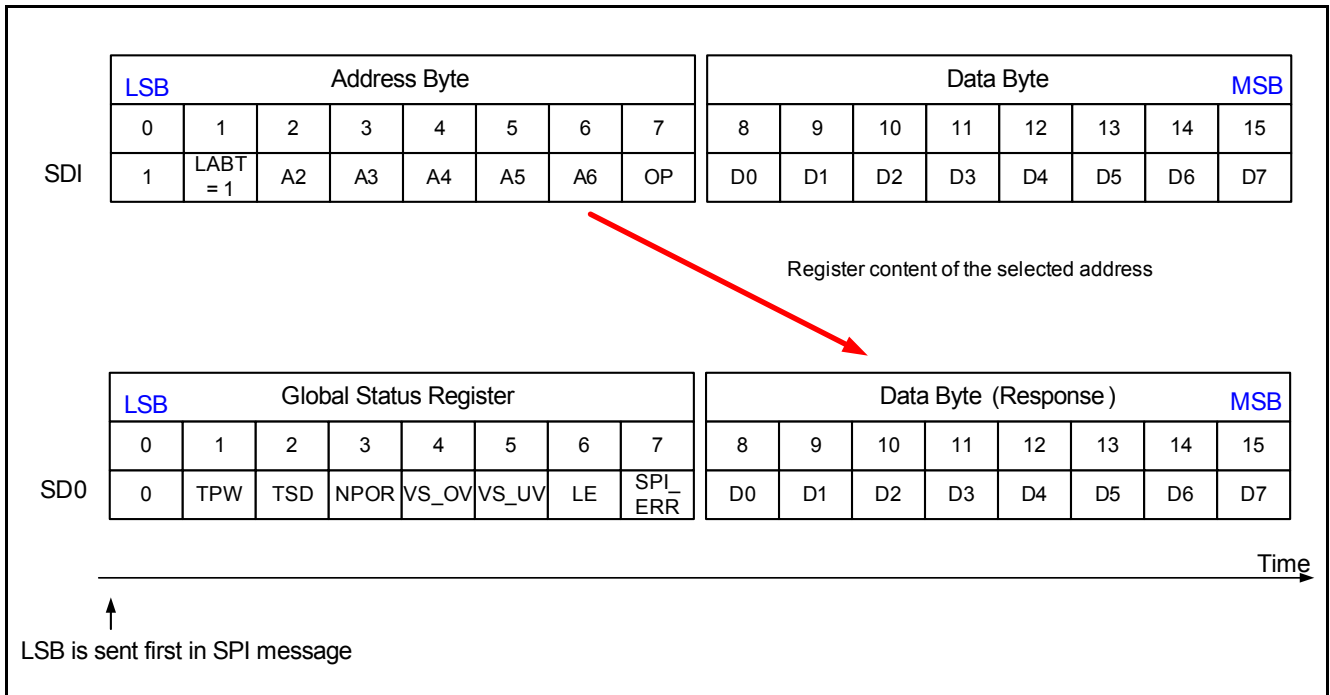 LSB Address Byte Data Byte MSB
0 1 2 3 4 5 6 7 8 9 10 11 12 13 14 15
SDI 1 LABT = 1 A2 A3 A4 A5 A6 OP D0 D1 D2 D3 D4 D5 D6 D7
Register content of the selected address
LSB Global Status Register Data Byte (Response) MSB
0 1 2 3 4 5 6 7 8 9 10 11 12 13 14 15
SD0 0 TPW TSD NPOR VS_OV VS_UV LE SPI_ERR D0 D1 D2 D3 D4 D5 D6 D7
Time
LSB is sent first in SPI message